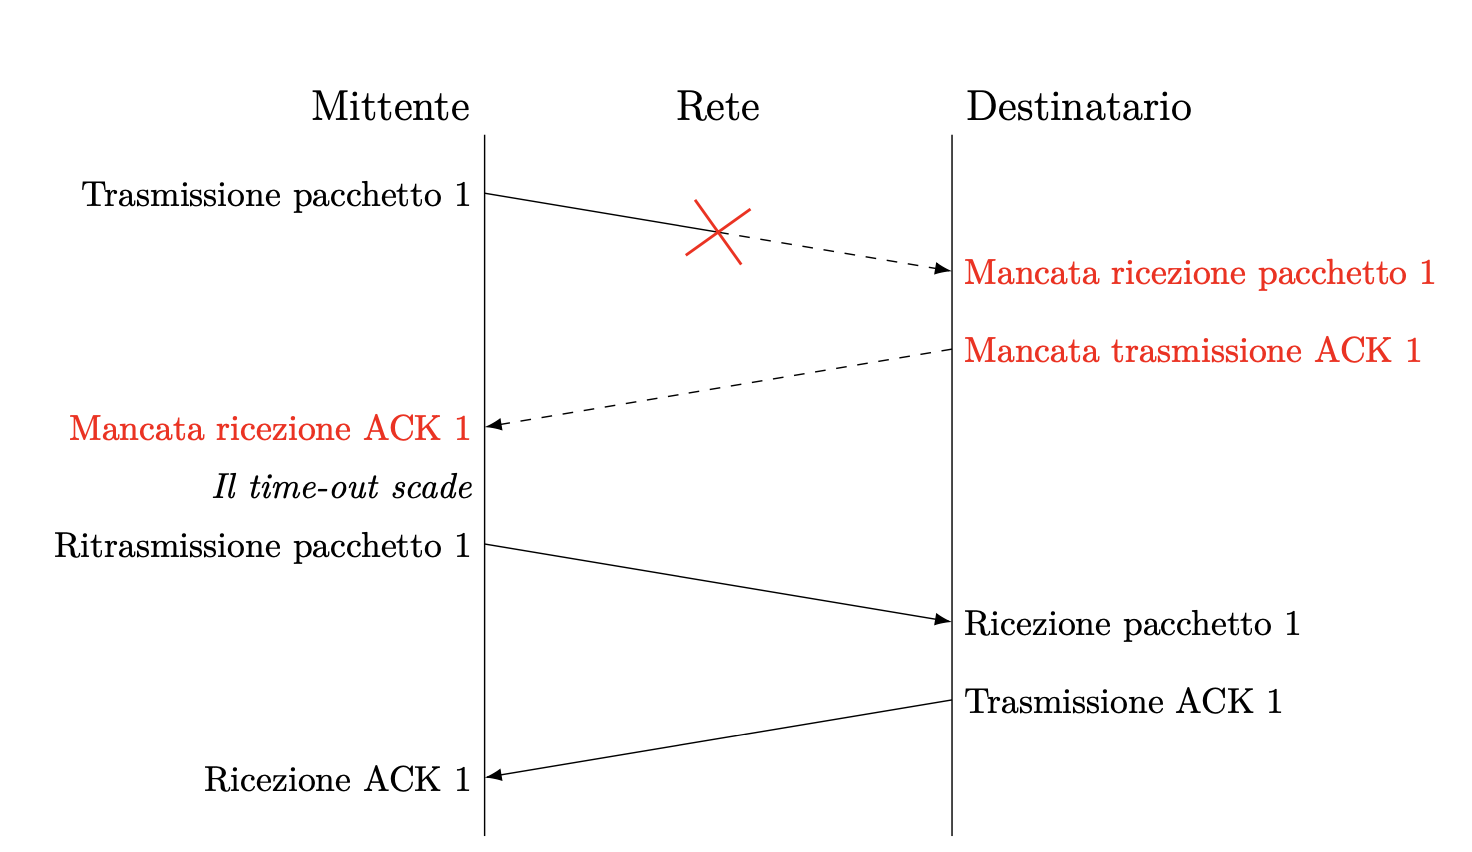 Mittente
Rete
Destinatario
Trasmissione pacchetto 1
Mancata ricezione pacchetto 1
Mancata trasmissione ACK 1
Mancata ricezione ACK 1
Il time-out scade
Ritrasmissione pacchetto 1
Ricezione pacchetto 1
Trasmissione ACK 1
Ricezione ACK 1